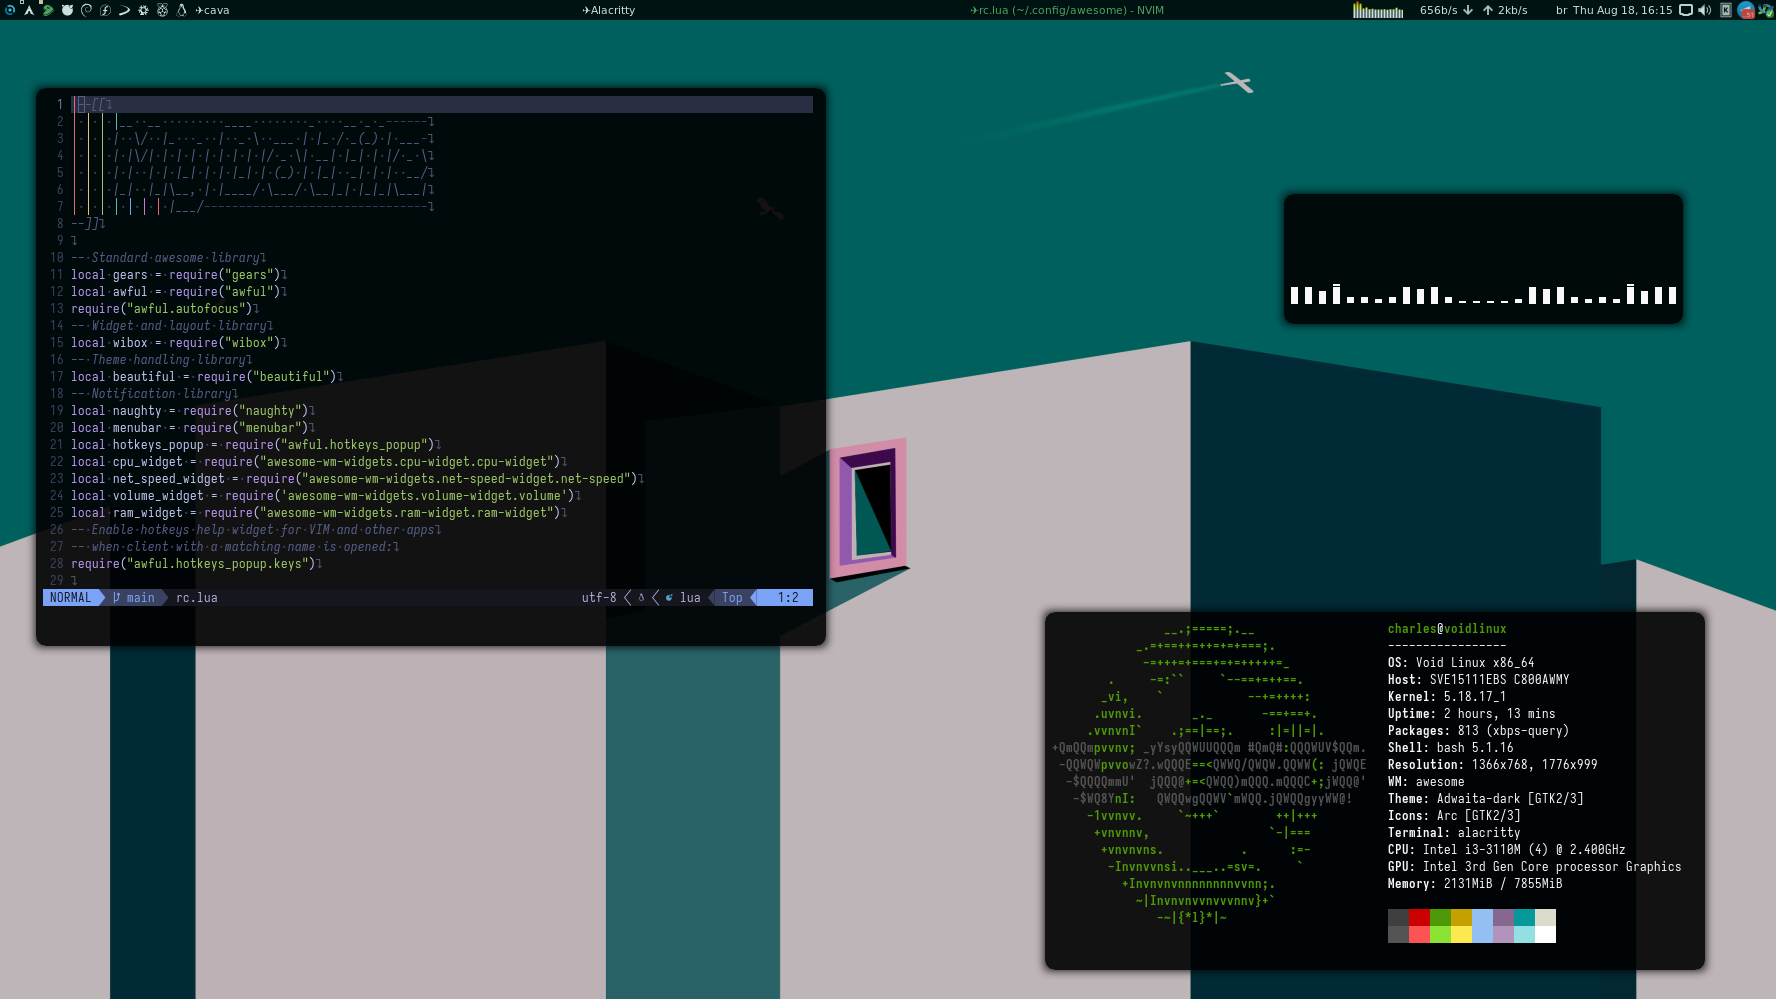 ✈cava
✈Alacritty
✈rc.lua (~/.config/awesome) - NVIM
656b/s ↓ ↑ 2kb/s
br Thu Aug 18, 16:15
1 --[[
2
3
4
5
6
7
8 --]]
9
10 -- Standard awesome library
11 local gears = require("gears")
12 local awful = require("awful")
13 require("awful.autofocus")
14 -- Widget and layout library
15 local wibox = require("wibox")
16 -- Theme handling library
17 local beautiful = require("beautiful")
18 -- Notification library
19 local naughty = require("naughty")
20 local menubar = require("menubar")
21 local hotkeys_popup = require("awful.hotkeys_popup")
22 local cpu_widget = require("awesome-wm-widgets.cpu-widget.cpu-widget")
23 local net_speed_widget = require("awesome-wm-widgets.net-speed-widget.net-speed")
24 local volume_widget = require('awesome-wm-widgets.volume-widget.volume')
25 local ram_widget = require("awesome-wm-widgets.ram-widget.ram-widget")
26 -- Enable hotkeys help widget for VIM and other apps
27 -- when client with a matching name is opened:
28 require("awful.hotkeys_popup.keys")
29
NORMAL main rc.lua utf-8 lua Top 1:2
charles@voidlinux
-----------------
OS: Void Linux x86_64
Host: SVE15111EBS C800AWMY
Kernel: 5.18.17_1
Uptime: 2 hours, 13 mins
Packages: 813 (xbps-query)
Shell: bash 5.1.16
Resolution: 1366x768, 1776x999
WM: awesome
Theme: Adwaita-dark [GTK2/3]
Icons: Arc [GTK2/3]
Terminal: alacritty
CPU: Intel i3-3110M (4) @ 2.400GHz
GPU: Intel 3rd Gen Core processor Graphics
Memory: 2131MiB / 7855MiB